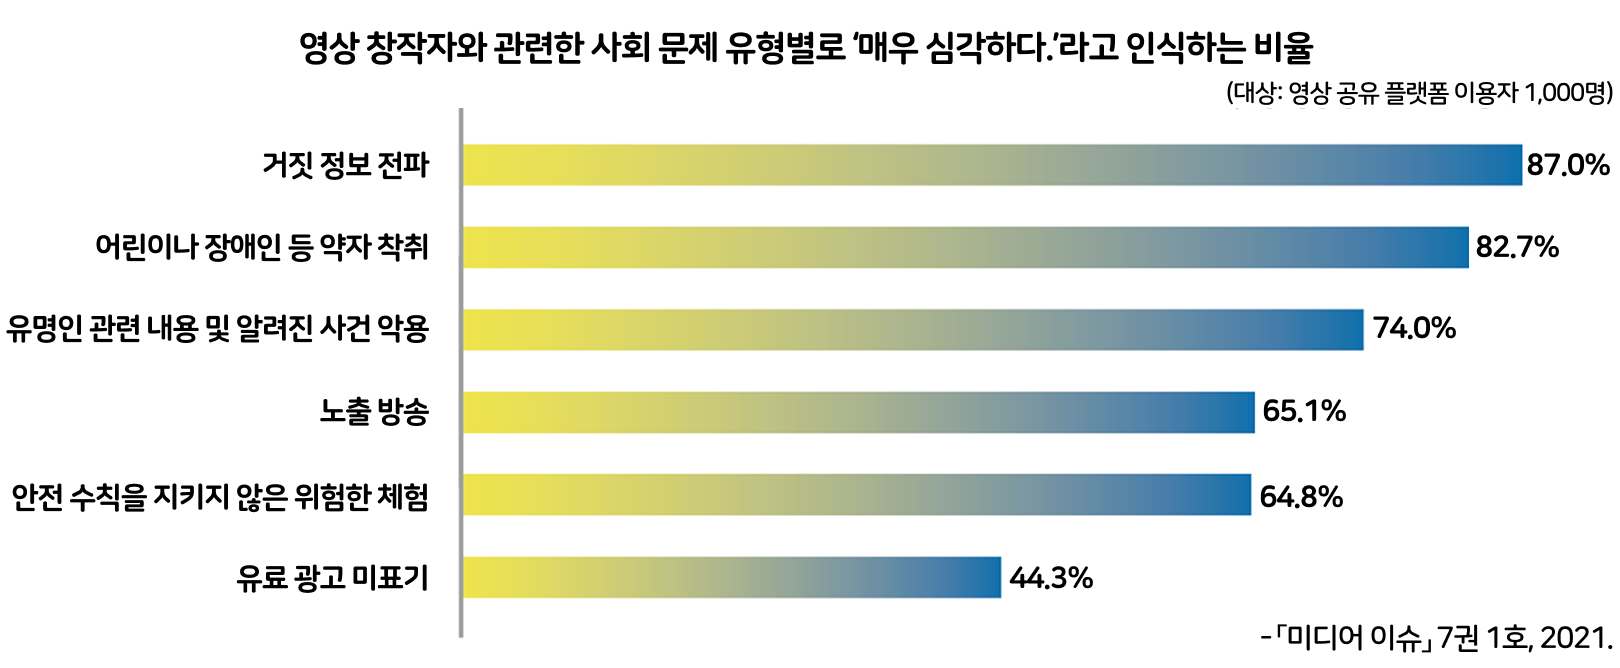 영상 창작자와 관련한 사회 문제 유형별로 ‘매우 심각하다.’라고 인식하는 비율
(대상: 영상 공유 플랫폼 이용자 1,000명)
거짓 정보 전파 87.0%
어린이나 장애인 등 약자 착취 82.7%
유명인 관련 내용 및 알려진 사건 악용 74.0%
노출 방송 65.1%
안전 수칙을 지키지 않은 위험한 체험 64.8%
유료 광고 미표기 44.3%
-「미디어 이슈」 7권 1호, 2021.